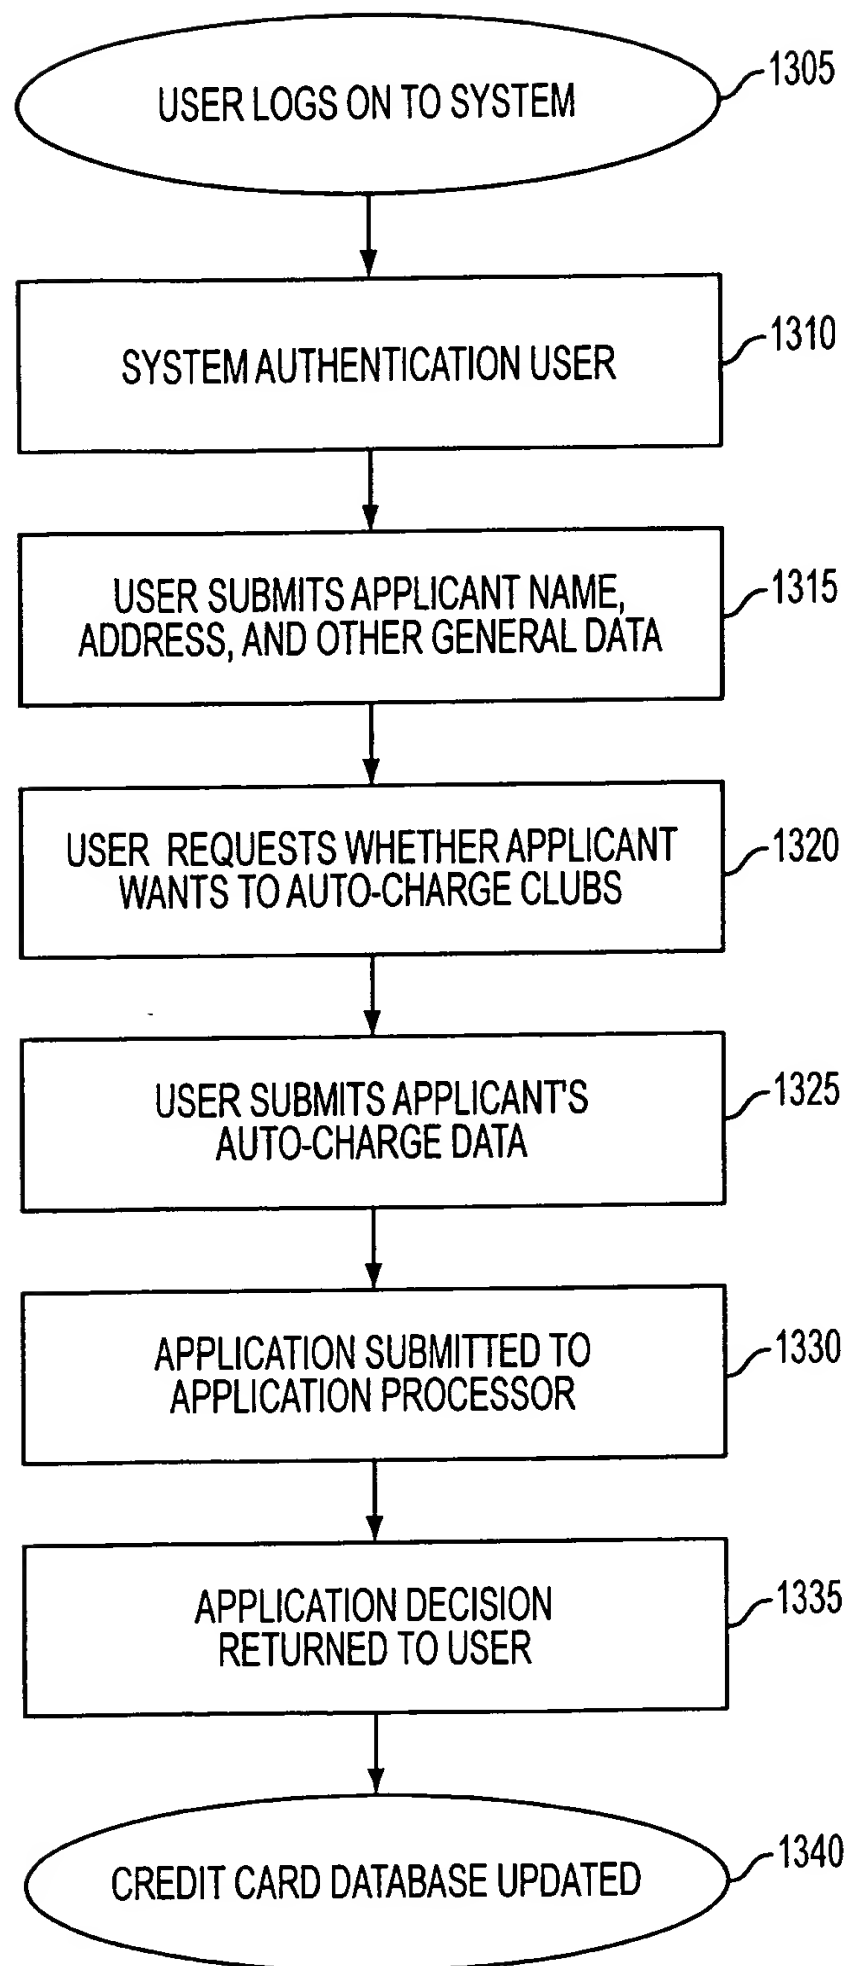 USER LOGS ON TO SYSTEM
1305
SYSTEM AUTHENTICATION USER
1310
USER SUBMITS APPLICANT NAME,
ADDRESS, AND OTHER GENERAL DATA
1315
USER REQUESTS WHETHER APPLICANT
WANTS TO AUTO-CHARGE CLUBS
1320
USER SUBMITS APPLICANT'S
AUTO-CHARGE DATA
1325
APPLICATION SUBMITTED TO
APPLICATION PROCESSOR
1330
APPLICATION DECISION
RETURNED TO USER
1335
CREDIT CARD DATABASE UPDATED
1340